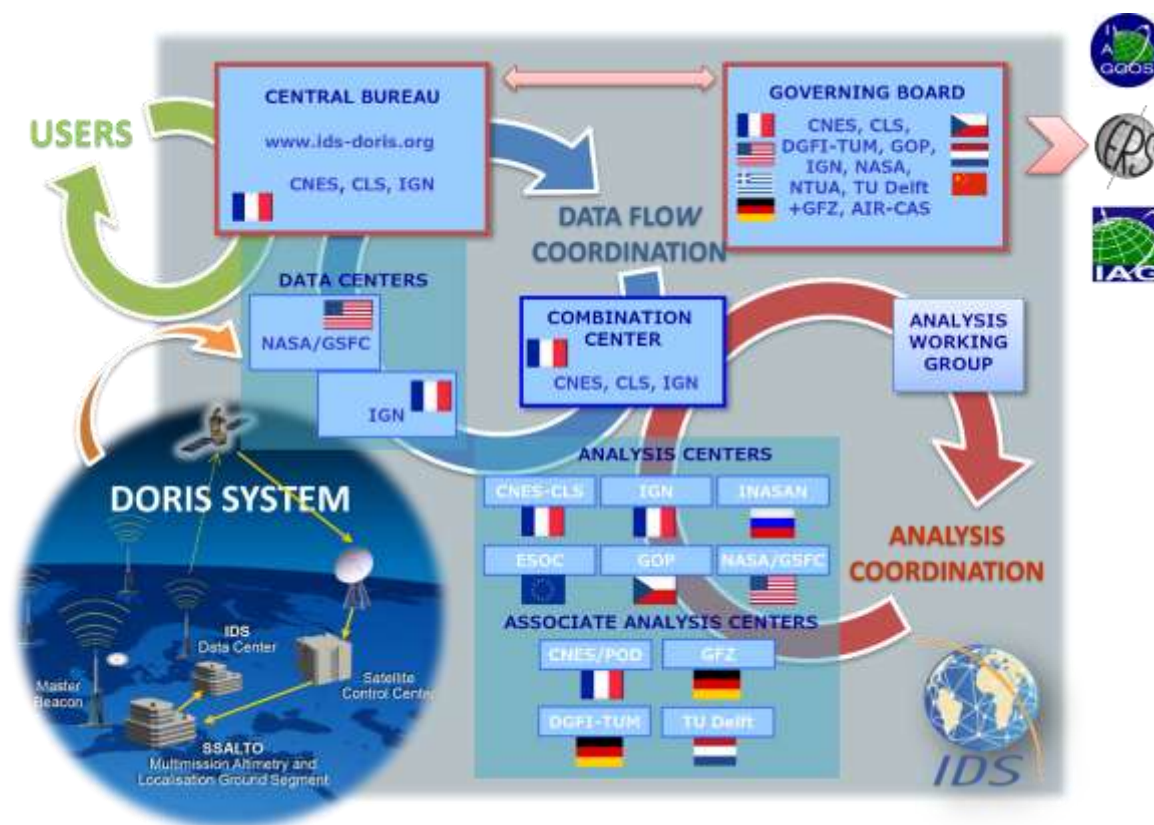 CENTRAL BUREAU
www.ids-doris.org
CNES, CLS, IGN
GOVERNING BOARD
CNES, CLS,
DGFI-TUM, GOP,
IGN, NASA,
NTUA, TU Delft
+GFZ, AIR-CAS
I
A
GGOS
IERS
IAG
USERS
DATA FLOW
COORDINATION
DATA CENTERS
NASA/GSFC
IGN
COMBINATION
CENTER
CNES, CLS, IGN
ANALYSIS
WORKING
GROUP
ANALYSIS CENTERS
CNES-CLS
IGN
INASAN
ESOC
GOP
NASA/GSFC
ASSOCIATE ANALYSIS CENTERS
CNES/POD
GFZ
DGFI-TUM
TU Delft
ANALYSIS
COORDINATION
DORIS SYSTEM
IDS
Data Center
Master
Beacon
Satellite
Control Center
SSALTO
Multimission Altimetry and
Localisation Ground Segment
IDS